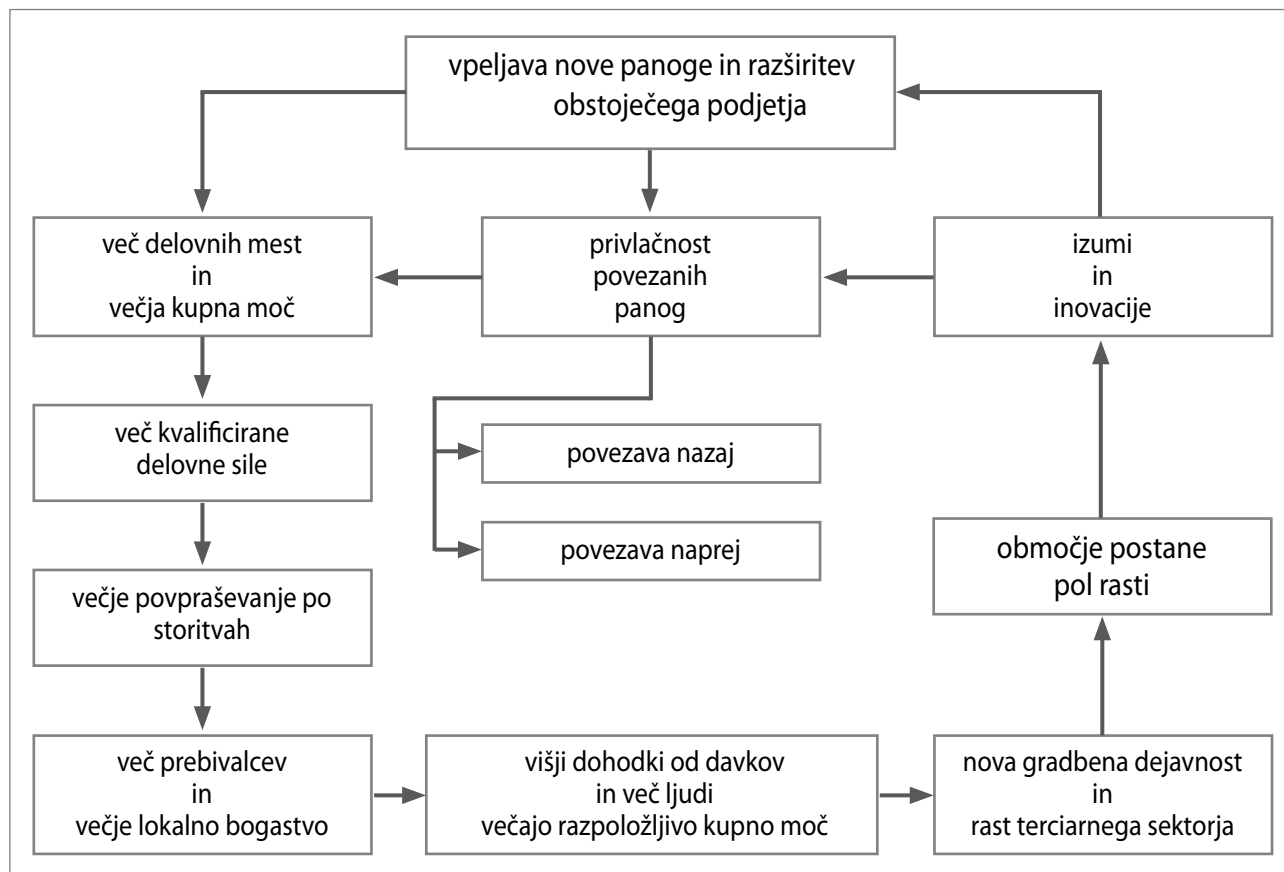 vpeljava nove panoge in razširitev
obstoječega podjetja
več delovnih mest
in
večja kupna moč
privlačnost
povezanih
panog
izumi
in
inovacije
več kvalificirane
delovne sile
povezava nazaj
povezava naprej
območje postane
pol rasti
večje povpraševanje po
storitvah
več prebivalcev
in
večje lokalno bogastvo
višji dohodki od davkov
in več ljudi
večajo razpoložljivo kupno moč
nova gradbena dejavnost
in
rast terciarnega sektorja